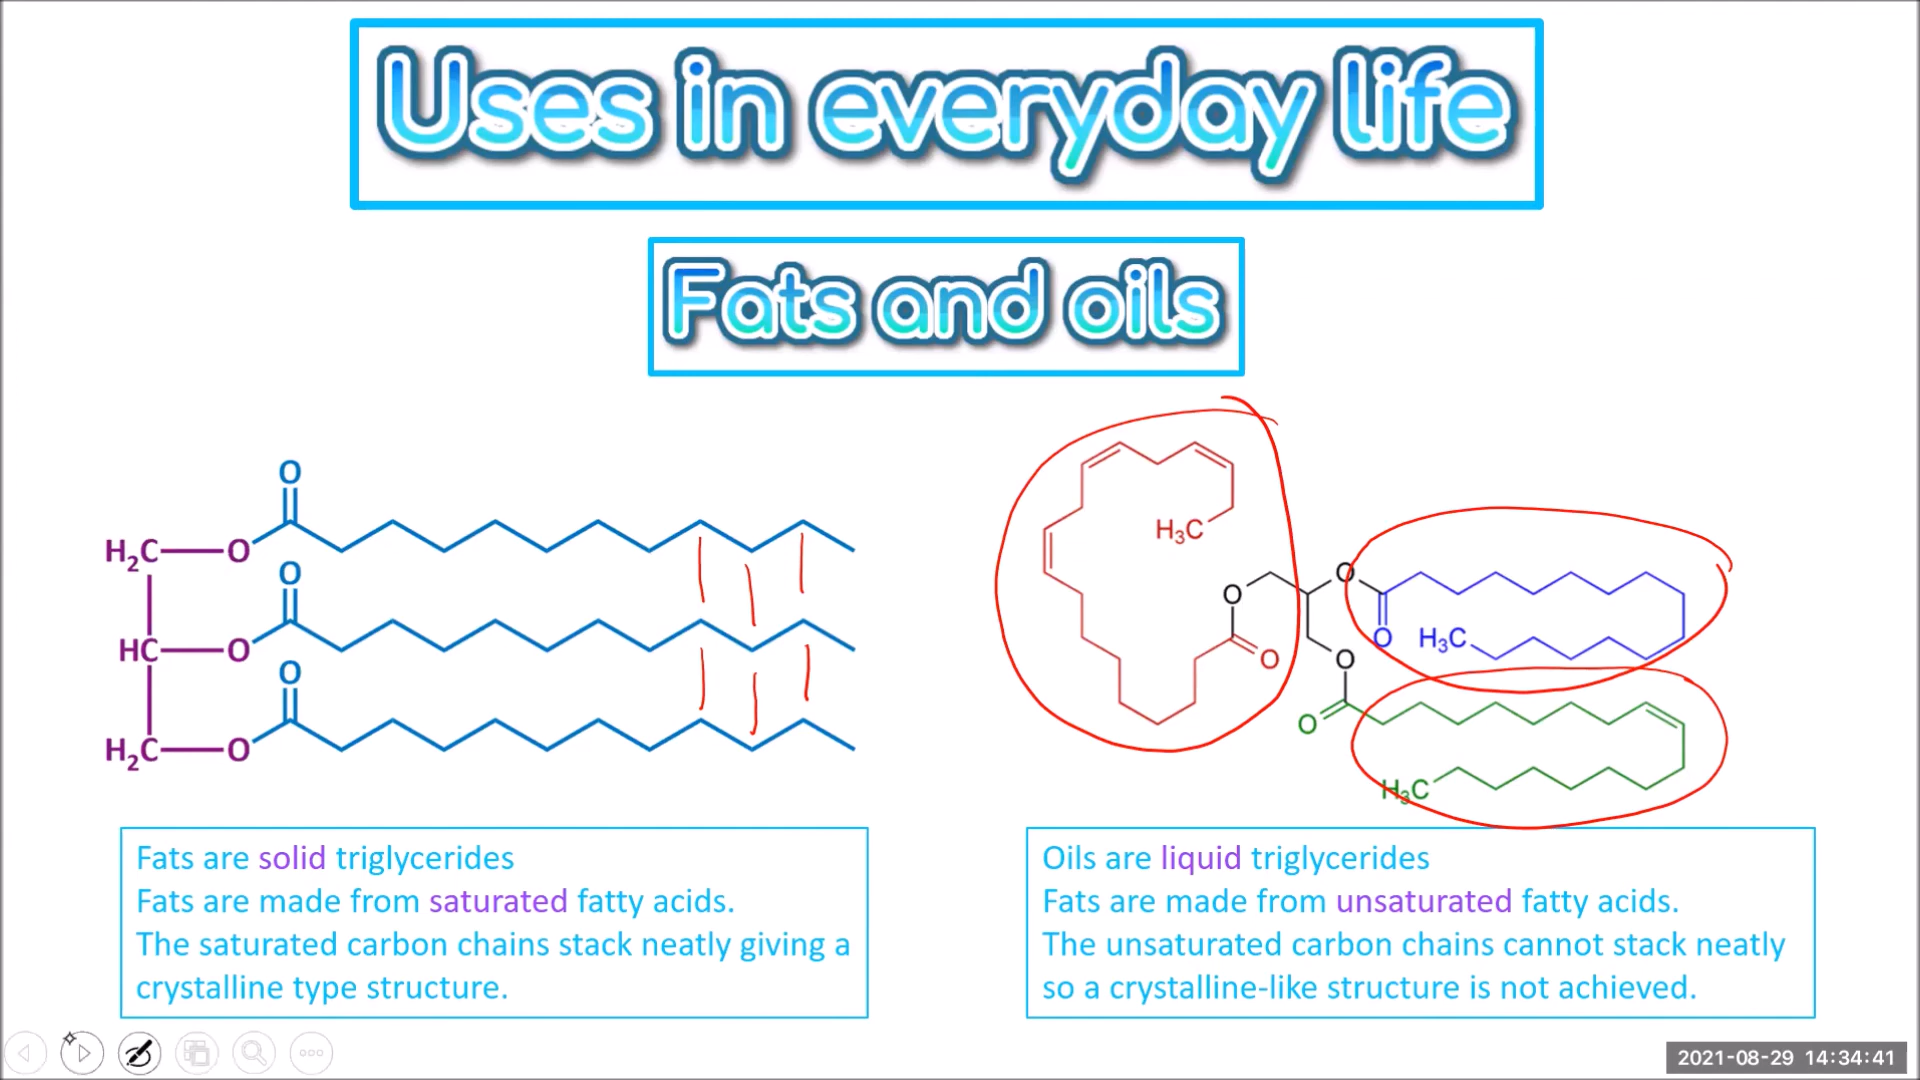 Uses in everyday life
Fats and oils
O
H₂C O
O
HC O
O
H₂C O
H₃C
O
O
O
O
H₃C
O
O
H₃C
Fats are solid triglycerides
Fats are made from saturated fatty acids.
The saturated carbon chains stack neatly giving a
crystalline type structure.
Oils are liquid triglycerides
Fats are made from unsaturated fatty acids.
The unsaturated carbon chains cannot stack neatly
so a crystalline-like structure is not achieved.
2021-08-29 14:34:41